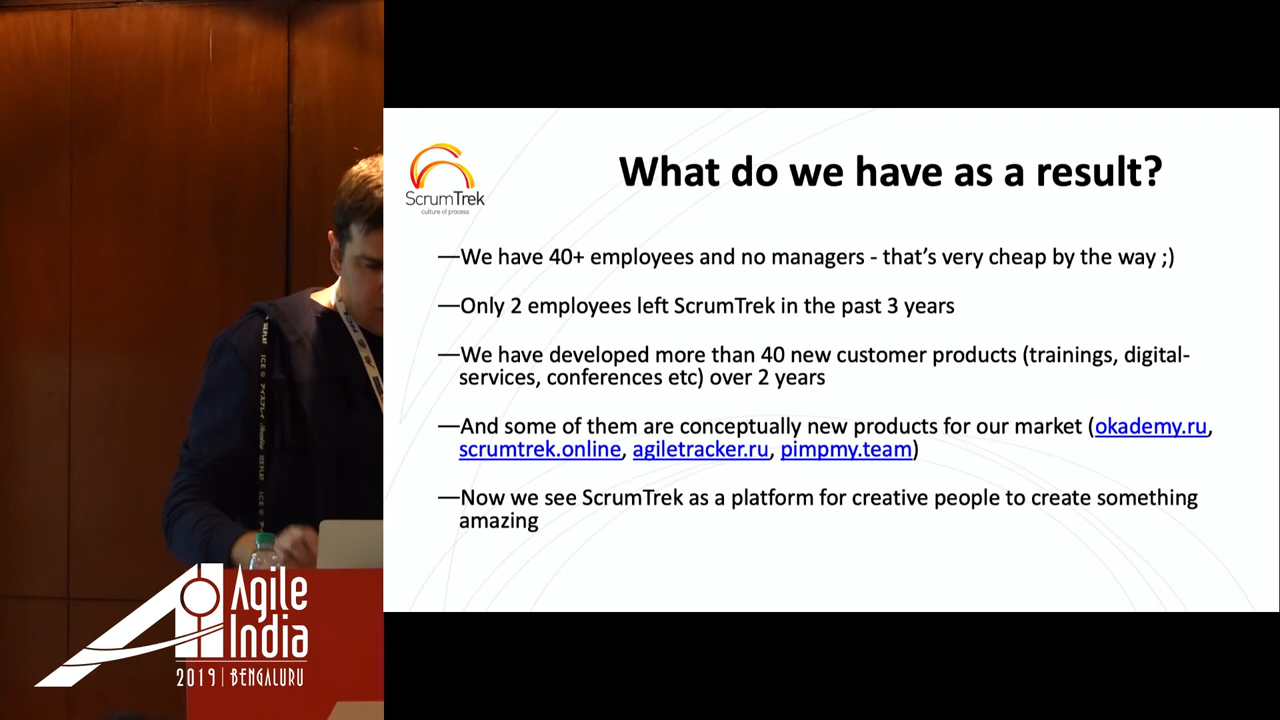 ScrumTrek
culture of process
What do we have as a result?
—We have 40+ employees and no managers - that's very cheap by the way ;)
—Only 2 employees left ScrumTrek in the past 3 years
—We have developed more than 40 new customer products (trainings, digital-
services, conferences etc) over 2 years
—And some of them are conceptually new products for our market (okademy.ru,
scrumtrek.online, agiletracker.ru, pimpmy.team)
—Now we see ScrumTrek as a platform for creative people to create something
amazing
Agile
India
2019 | BENGALURU